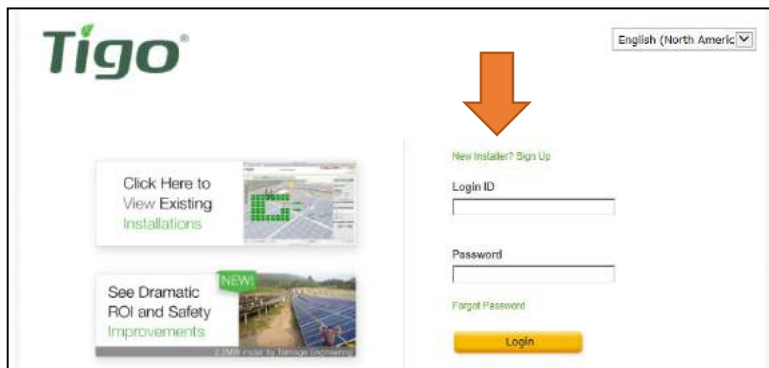 Tigo®
English (North Americ
New Installer? Sign Up
Click Here to
View Existing
Installations
Login ID
Password
NEW!
See Dramatic
ROI and Safety
Improvements
Forgot Password
Login